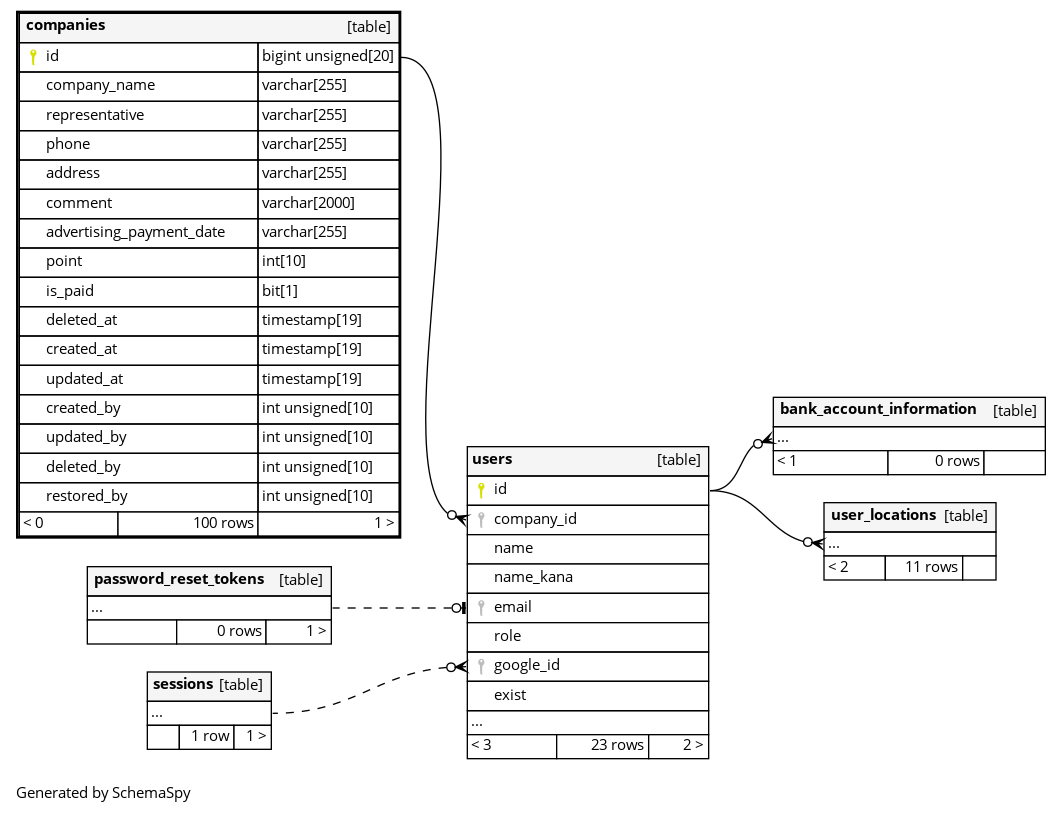 companies [table]
id bigint unsigned[20]
company_name varchar[255]
representative varchar[255]
phone varchar[255]
address varchar[255]
comment varchar[2000]
advertising_payment_date varchar[255]
point int[10]
is_paid bit[1]
deleted_at timestamp[19]
created_at timestamp[19]
updated_at timestamp[19]
created_by int unsigned[10]
updated_by int unsigned[10]
deleted_by int unsigned[10]
restored_by int unsigned[10]
< 0 100 rows 1 >
password_reset_tokens [table]
...
0 rows 1 >
sessions [table]
...
1 row 1 >
users [table]
id
company_id
name
name_kana
email
role
google_id
exist
...
< 3 23 rows 2 >
bank_account_information [table]
...
< 1 0 rows
user_locations [table]
...
< 2 11 rows
Generated by SchemaSpy